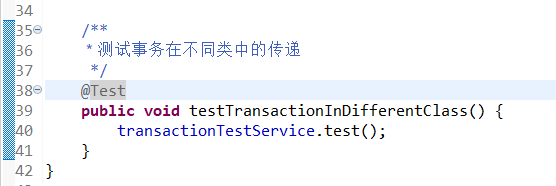 34
35 /**
36 * 测试事务在不同类中的传递
37 */
38 @Test
39 public void testTransactionInDifferentClass() {
40 transactionTestService.test();
41 }
42 }